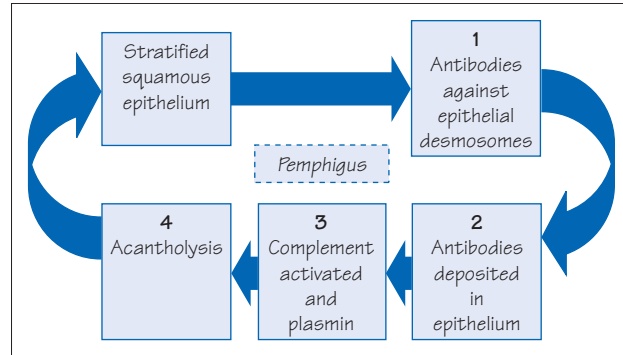 Stratified
squamous
epithelium
1
Antibodies
against
epithelial
desmosomes
Pemphigus
2
Antibodies
deposited
in
epithelium
3
Complement
activated
and
plasmin
4
Acantholysis